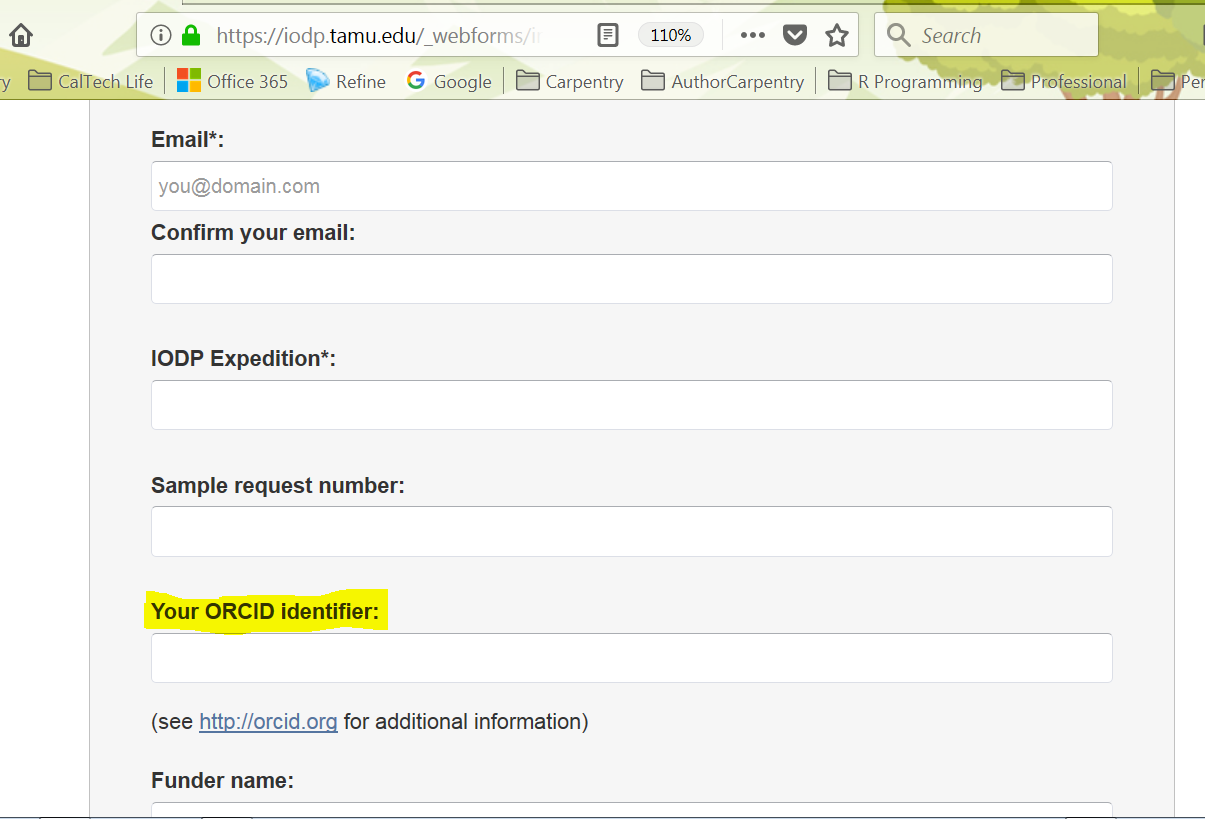 https://iodp.tamu.edu/_webforms/i 110% Search
y CalTech Life Office 365 Refine Google Carpentry AuthorCarpentry R Programming Professional Per
Email*:
you@domain.com
Confirm your email:
IODP Expedition*:
Sample request number:
Your ORCID identifier:
(see http://orcid.org for additional information)
Funder name: